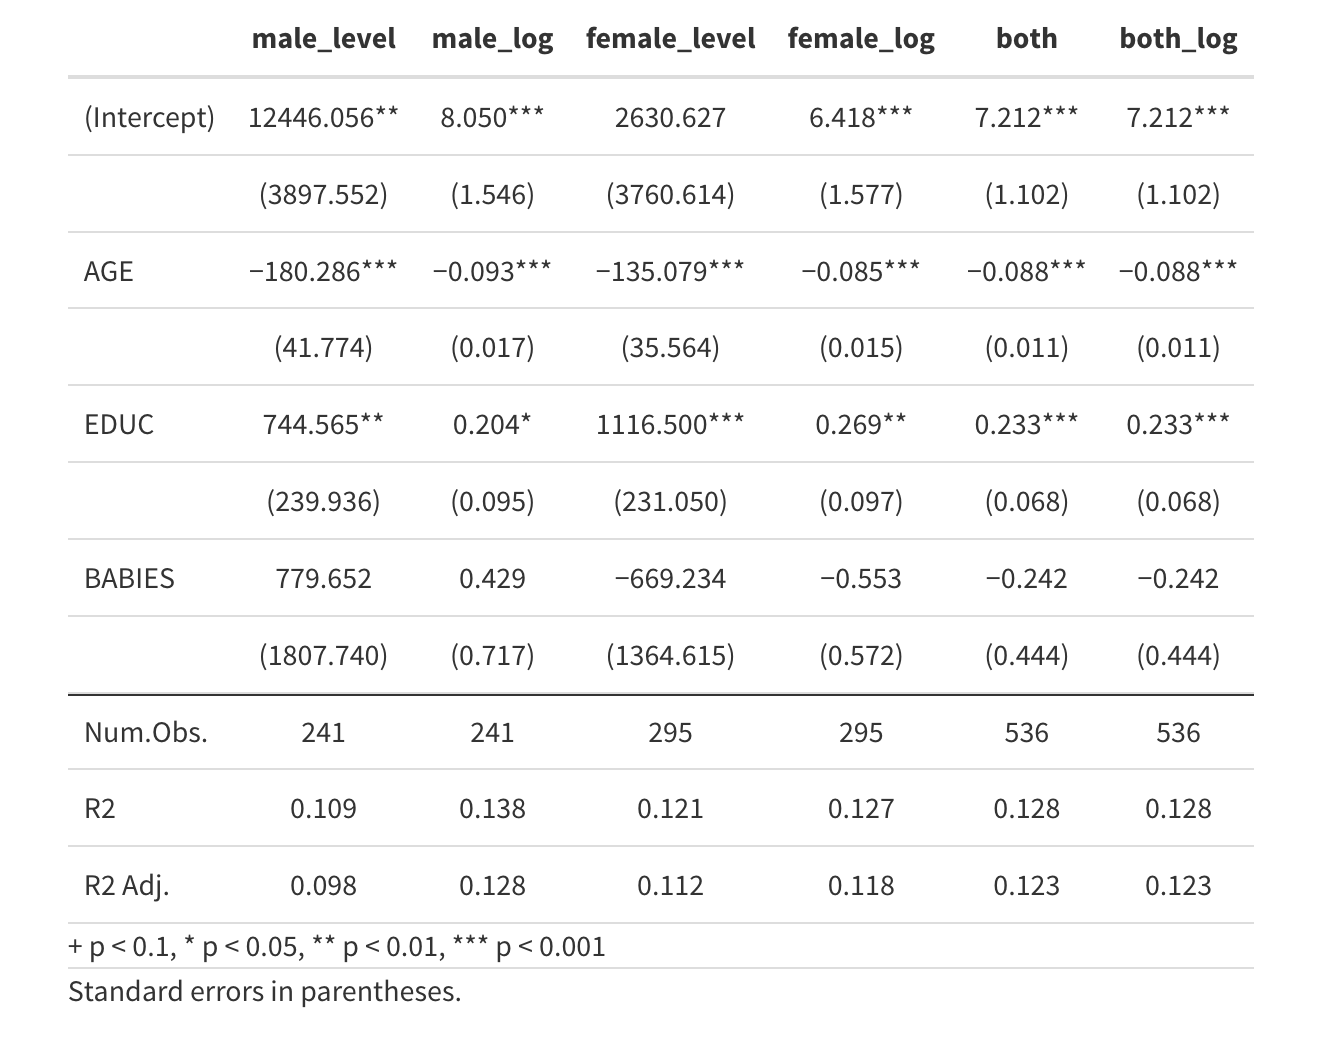 male_level male_log female_level female_log both both_log
(Intercept) 12446.056** 8.050*** 2630.627 6.418*** 7.212*** 7.212***
(3897.552) (1.546) (3760.614) (1.577) (1.102) (1.102)
AGE −180.286*** −0.093*** −135.079*** −0.085*** −0.088*** −0.088***
(41.774) (0.017) (35.564) (0.015) (0.011) (0.011)
EDUC 744.565** 0.204* 1116.500*** 0.269** 0.233*** 0.233***
(239.936) (0.095) (231.050) (0.097) (0.068) (0.068)
BABIES 779.652 0.429 −669.234 −0.553 −0.242 −0.242
(1807.740) (0.717) (1364.615) (0.572) (0.444) (0.444)
Num.Obs. 241 241 295 295 536 536
R2 0.109 0.138 0.121 0.127 0.128 0.128
R2 Adj. 0.098 0.128 0.112 0.118 0.123 0.123
+ p < 0.1, * p < 0.05, ** p < 0.01, *** p < 0.001
Standard errors in parentheses.